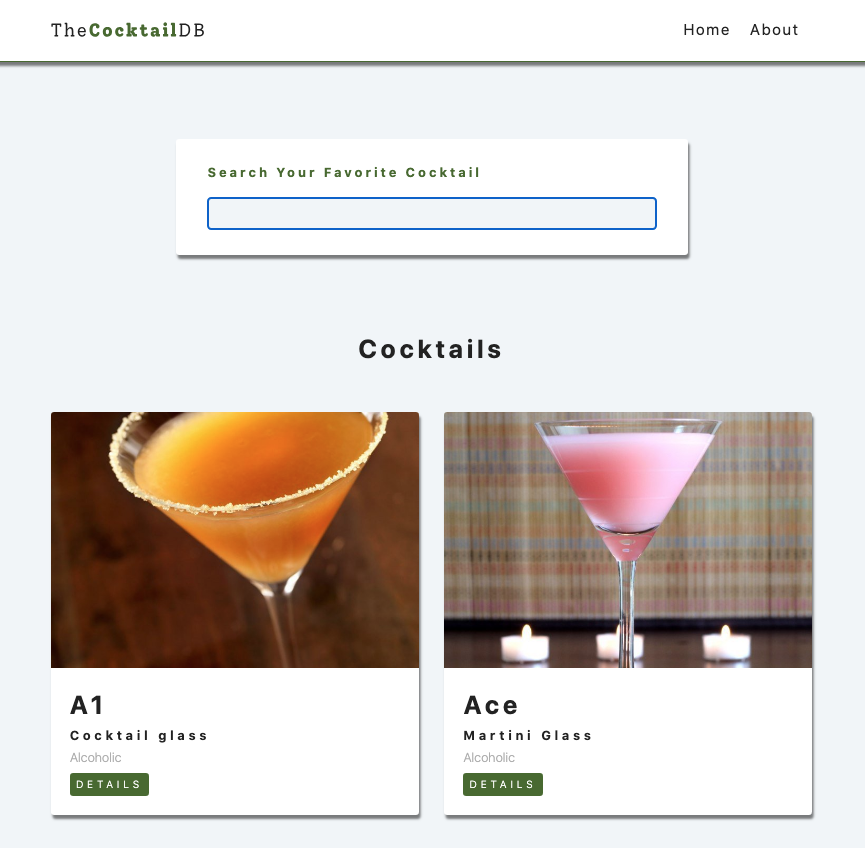 TheCocktailDB
Home About
Search Your Favorite Cocktail
Cocktails
A1
Cocktail glass
Alcoholic
DETAILS
Ace
Martini Glass
Alcoholic
DETAILS